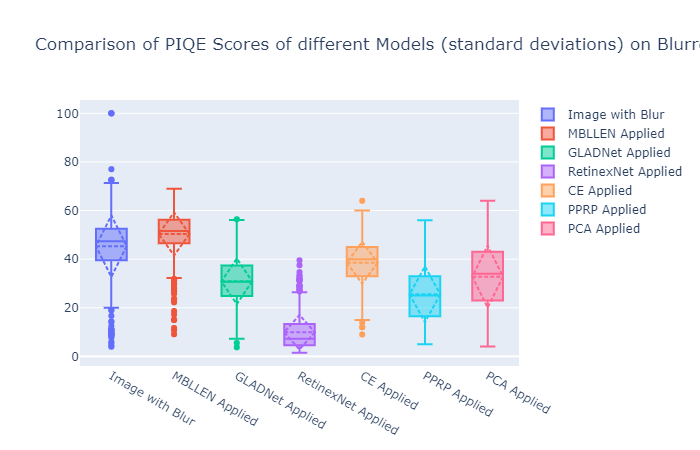 Comparison of PIQE Scores of different Models (standard deviations) on Blurr
100
80
60
40
20
0
Image with Blur
MBLLEN Applied
GLADNet Applied
RetinexNet Applied
CE Applied
PPRP Applied
PCA Applied
Image with Blur
MBLLEN Applied
GLADNet Applied
RetinexNet Applied
CE Applied
PPRP Applied
PCA Applied